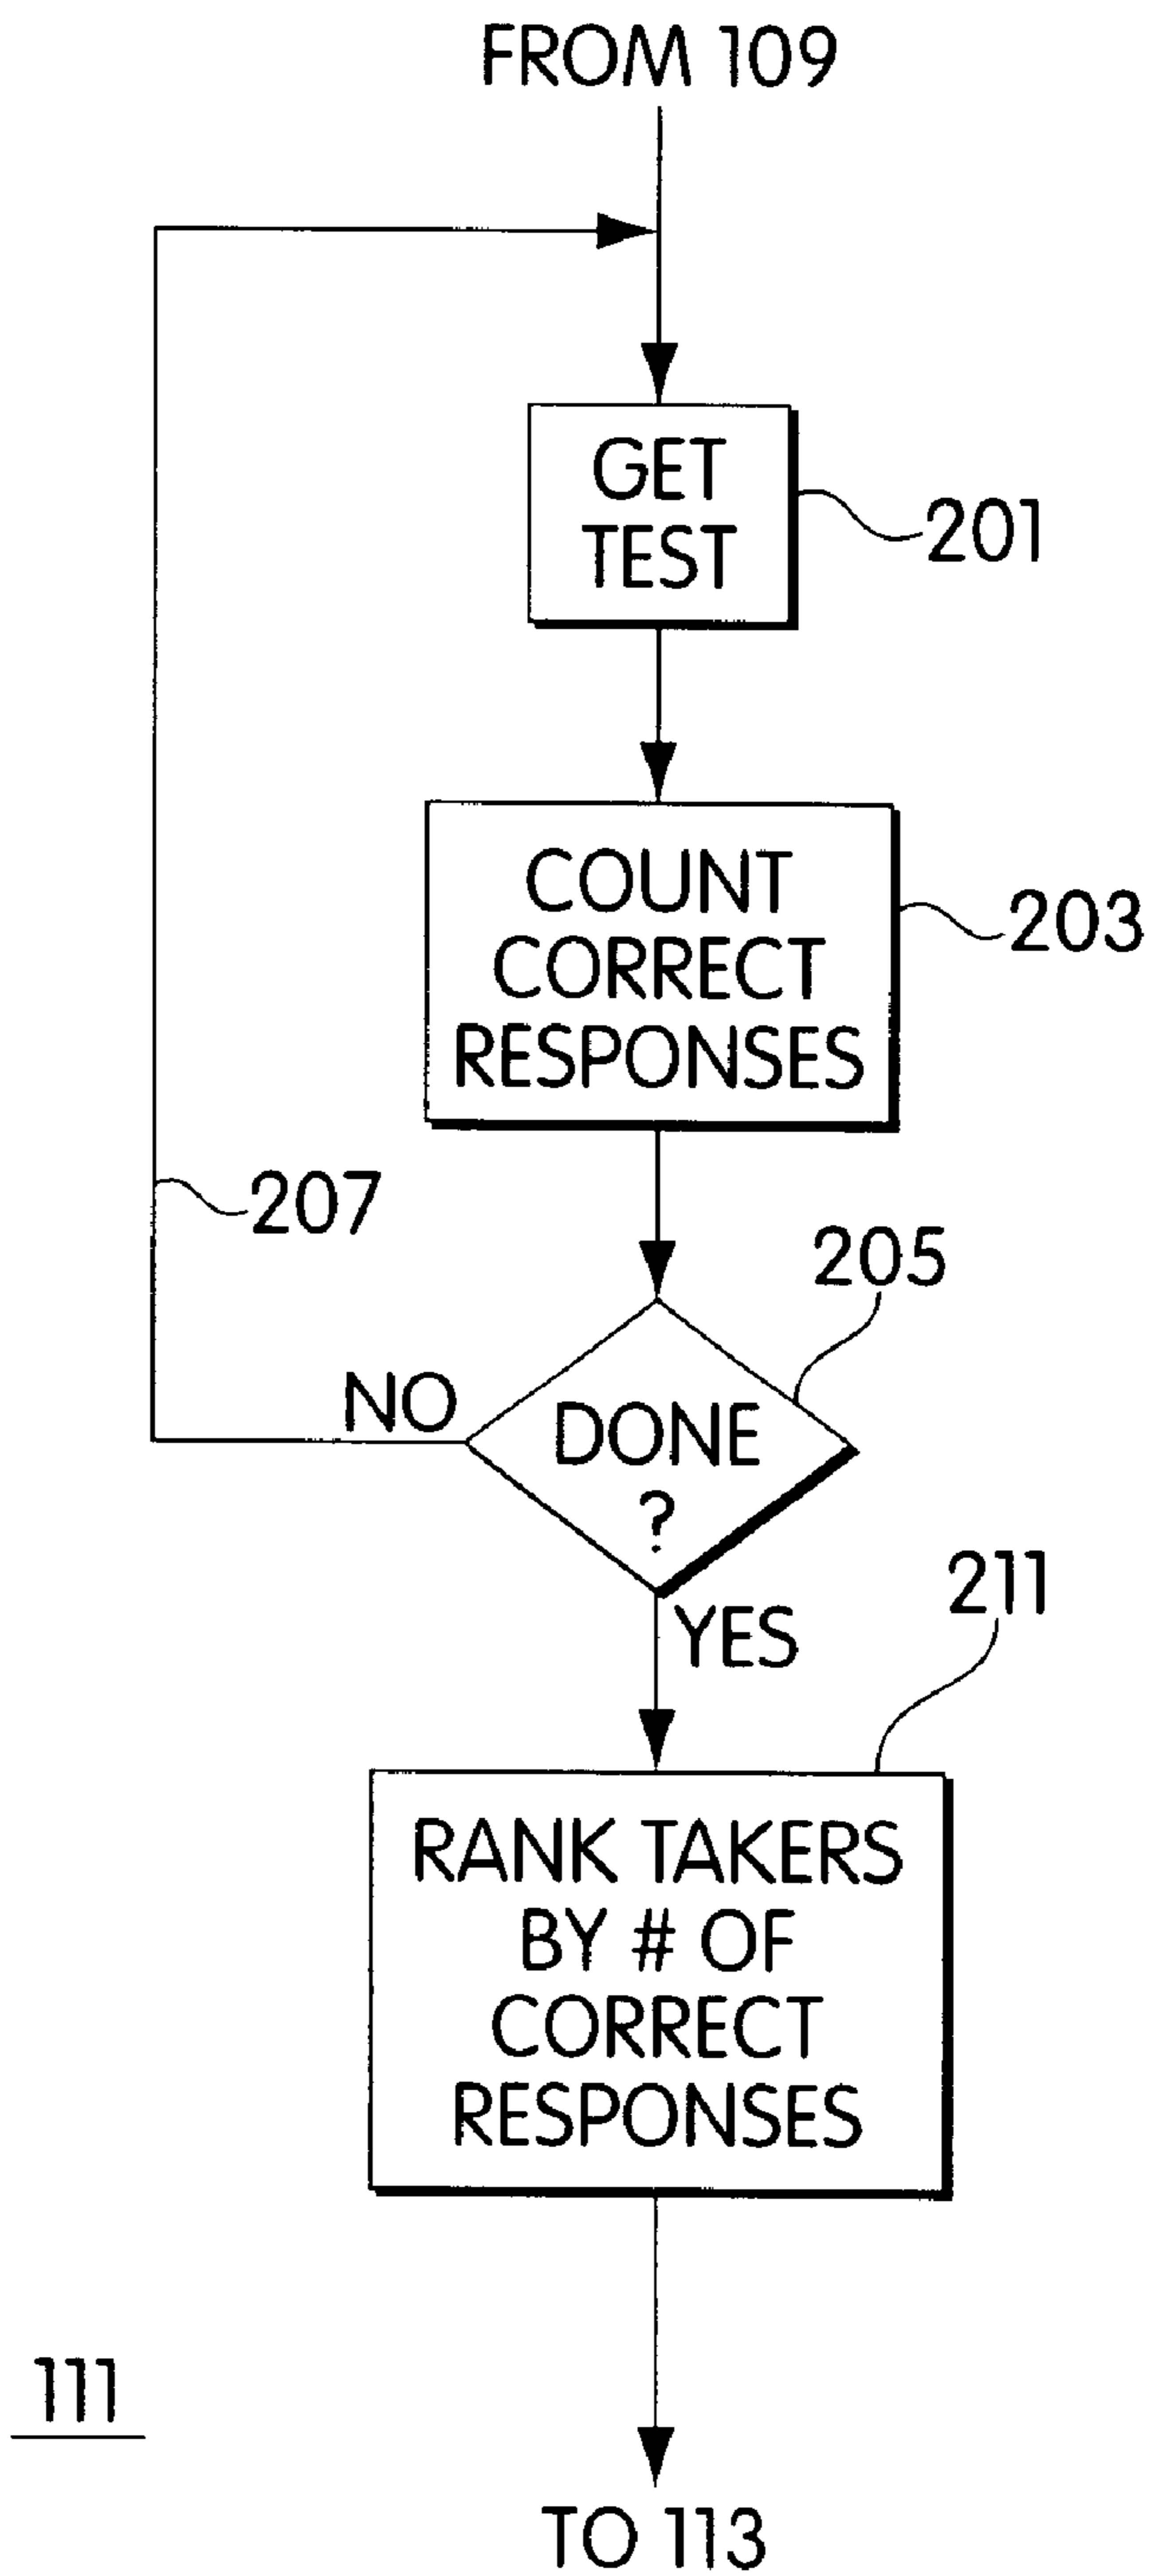 FROM 109
GET
TEST
201
COUNT
CORRECT
RESPONSES
203
207
205
NO
DONE
?
YES
211
RANK TAKERS
BY # OF
CORRECT
RESPONSES
111
TO 113